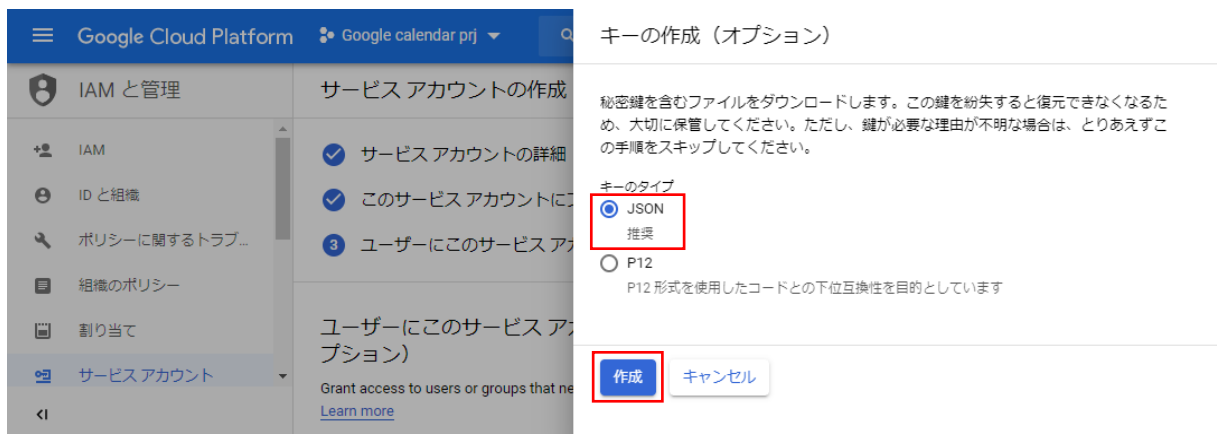 Google Cloud Platform
Google calendar prj
IAM と管理
IAM
ID と組織
ポリシーに関するトラブ...
組織のポリシー
割り当て
サービス アカウント
サービス アカウントの作成
サービス アカウントの詳細
このサービス アカウントに
3 ユーザーにこのサービス ア
ユーザーにこのサービス ア
プション）
Grant access to users or groups that ne
Learn more
キーの作成（オプション）
秘密鍵を含むファイルをダウンロードします。この鍵を紛失すると復元できなくなるた
め、大切に保管してください。ただし、鍵が必要な理由が不明な場合は、とりあえずこ
の手順をスキップしてください。
キーのタイプ
JSON
推奨
P12
P12 形式を使用したコードとの下位互換性を目的としています
作成 キャンセル